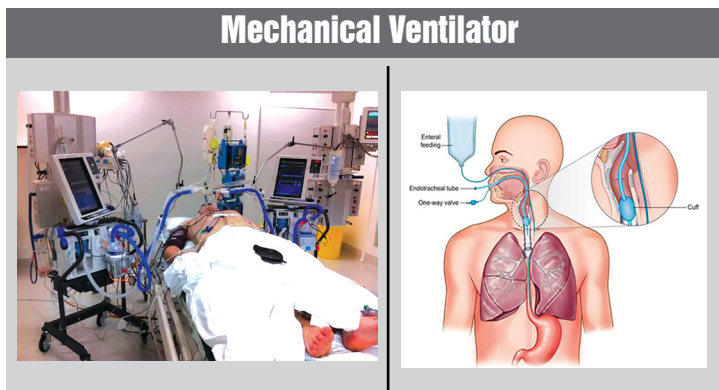 Mechanical Ventilator
Enteral
feeding
Endotracheal tube
One-way valve
Cuff